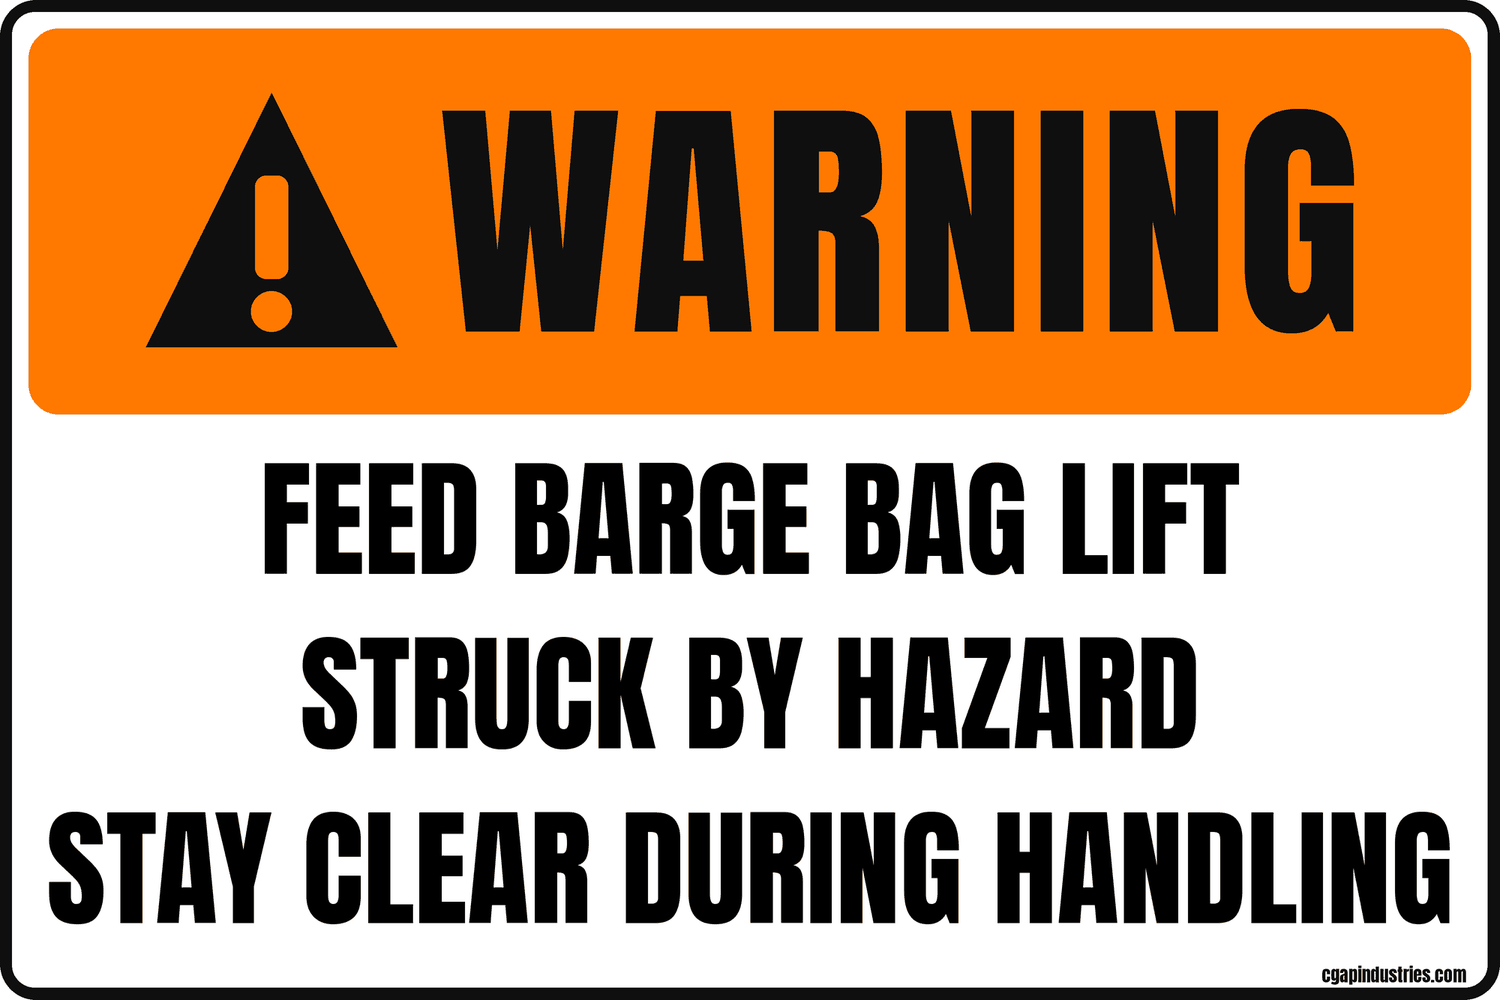 WARNING
FEED BARGE BAG LIFT
STRUCK BY HAZARD
STAY CLEAR DURING HANDLING
cgapindustries.com